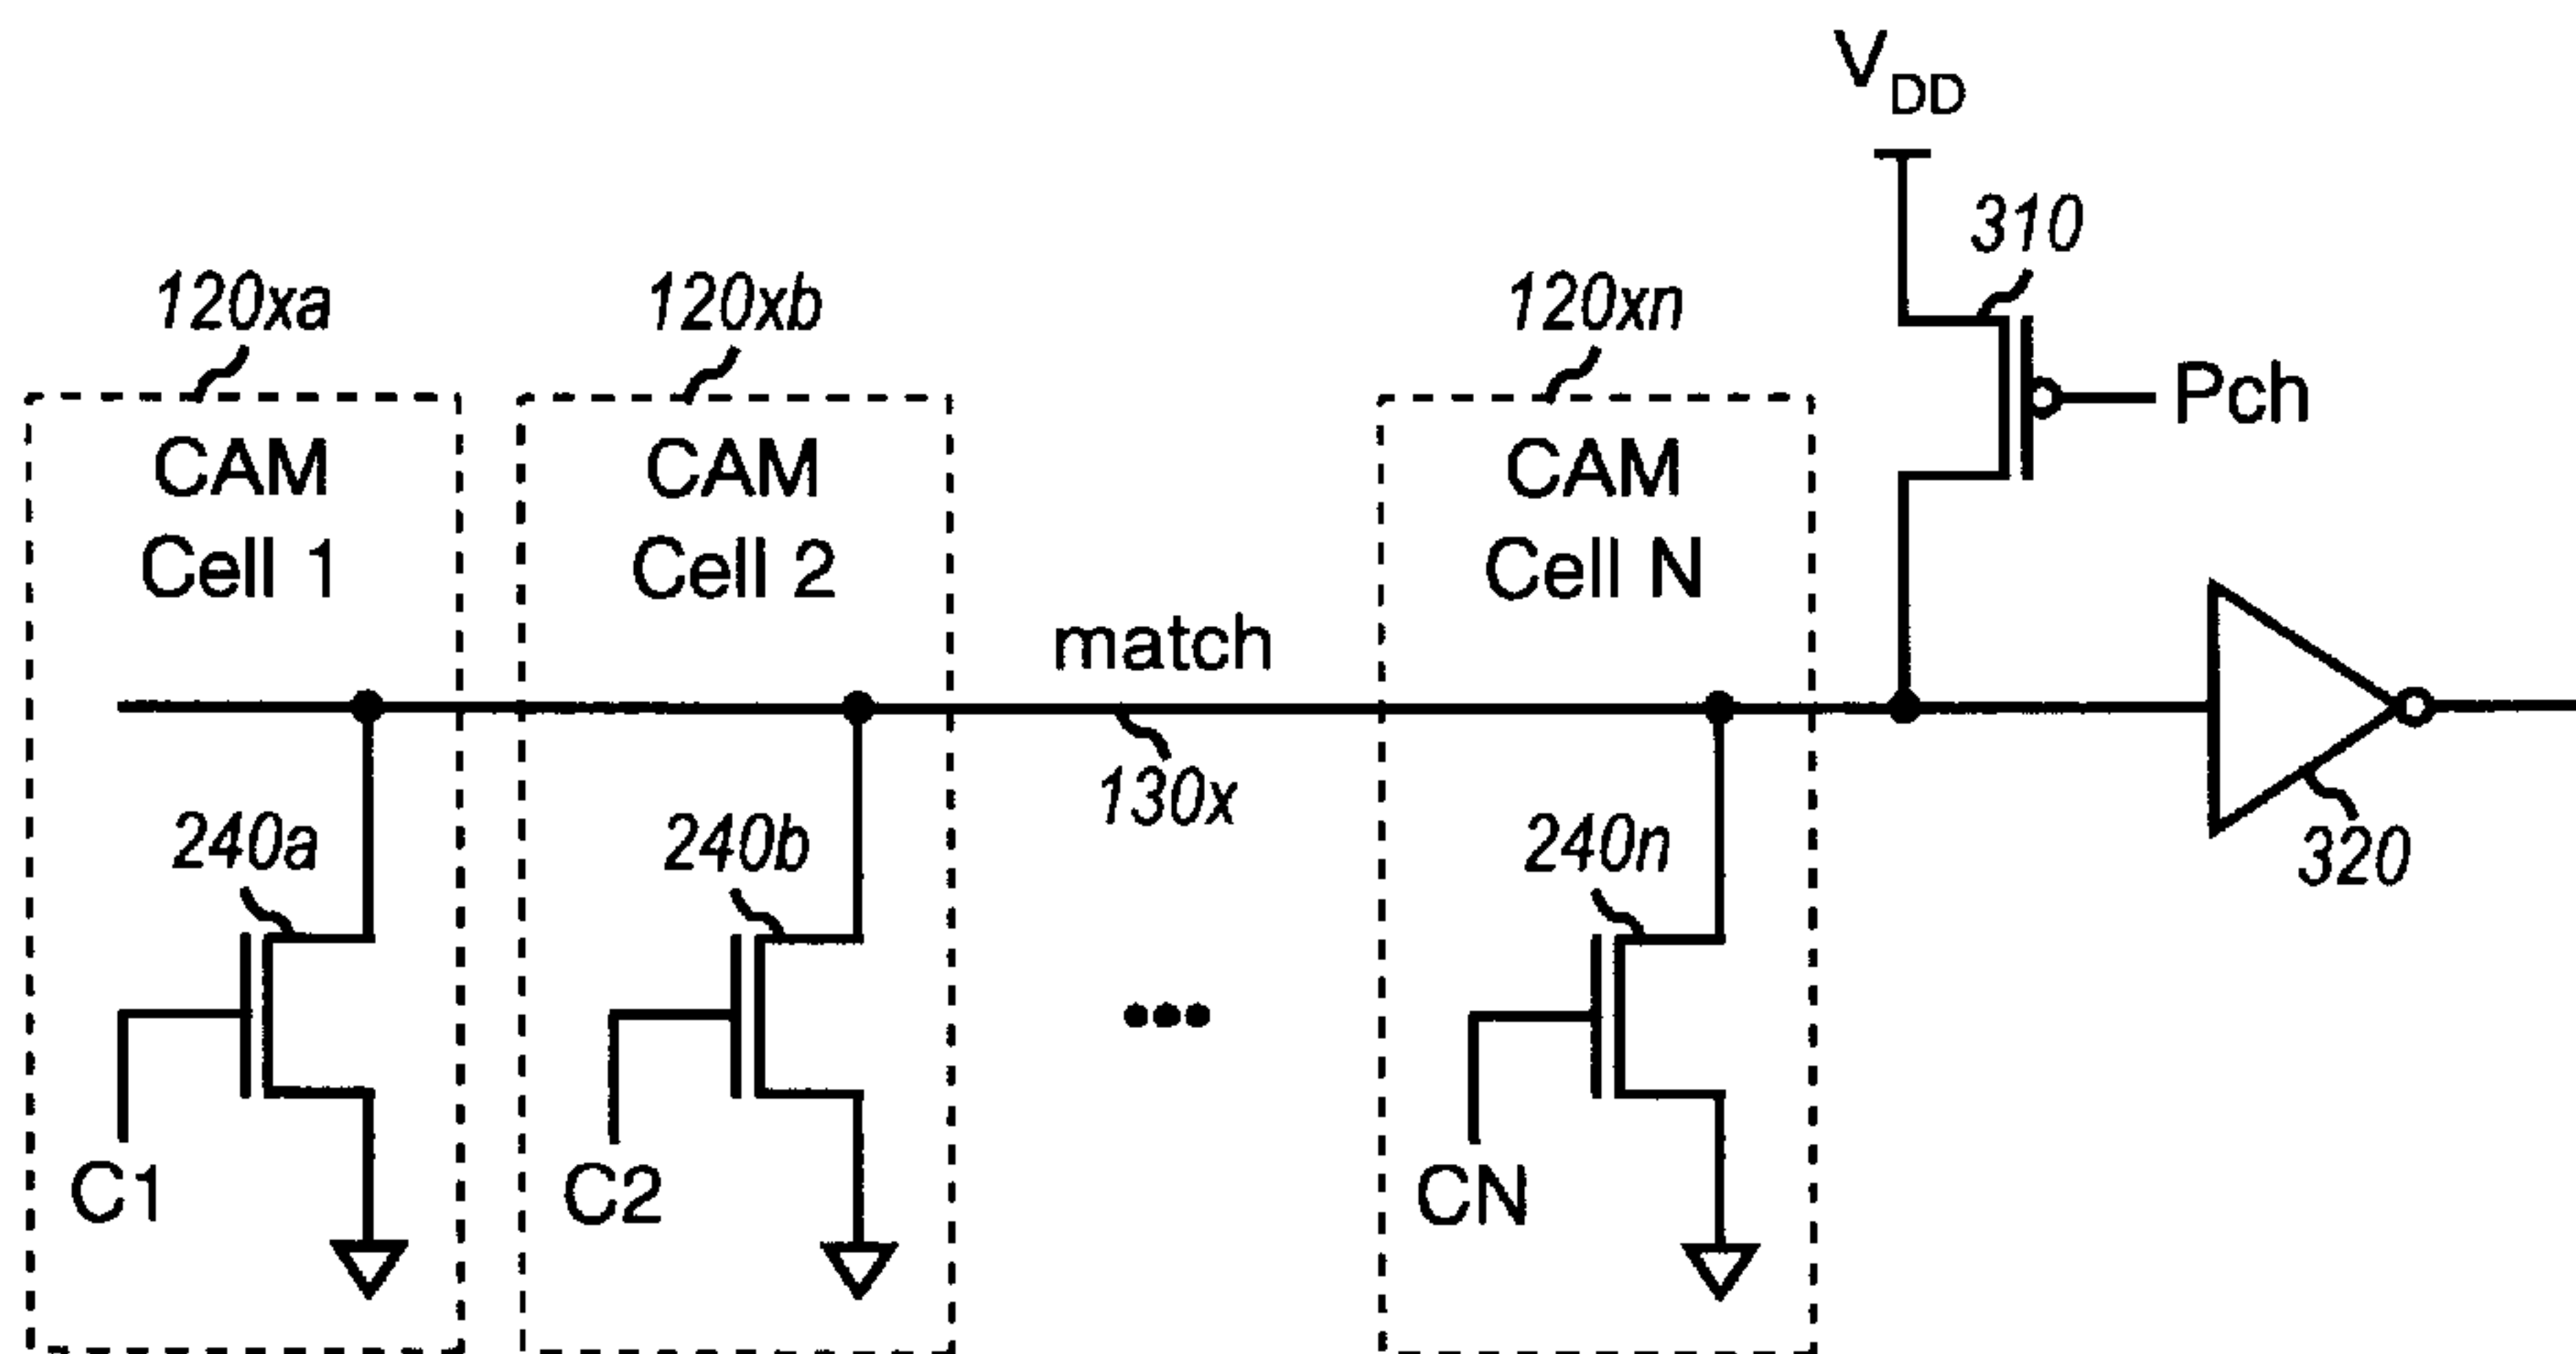 VDD
310
120xa
120xb
120xn
Pch
CAM
Cell 1
CAM
Cell 2
CAM
Cell N
match
130x
240a
240b
240n
320
C1
C2
CN